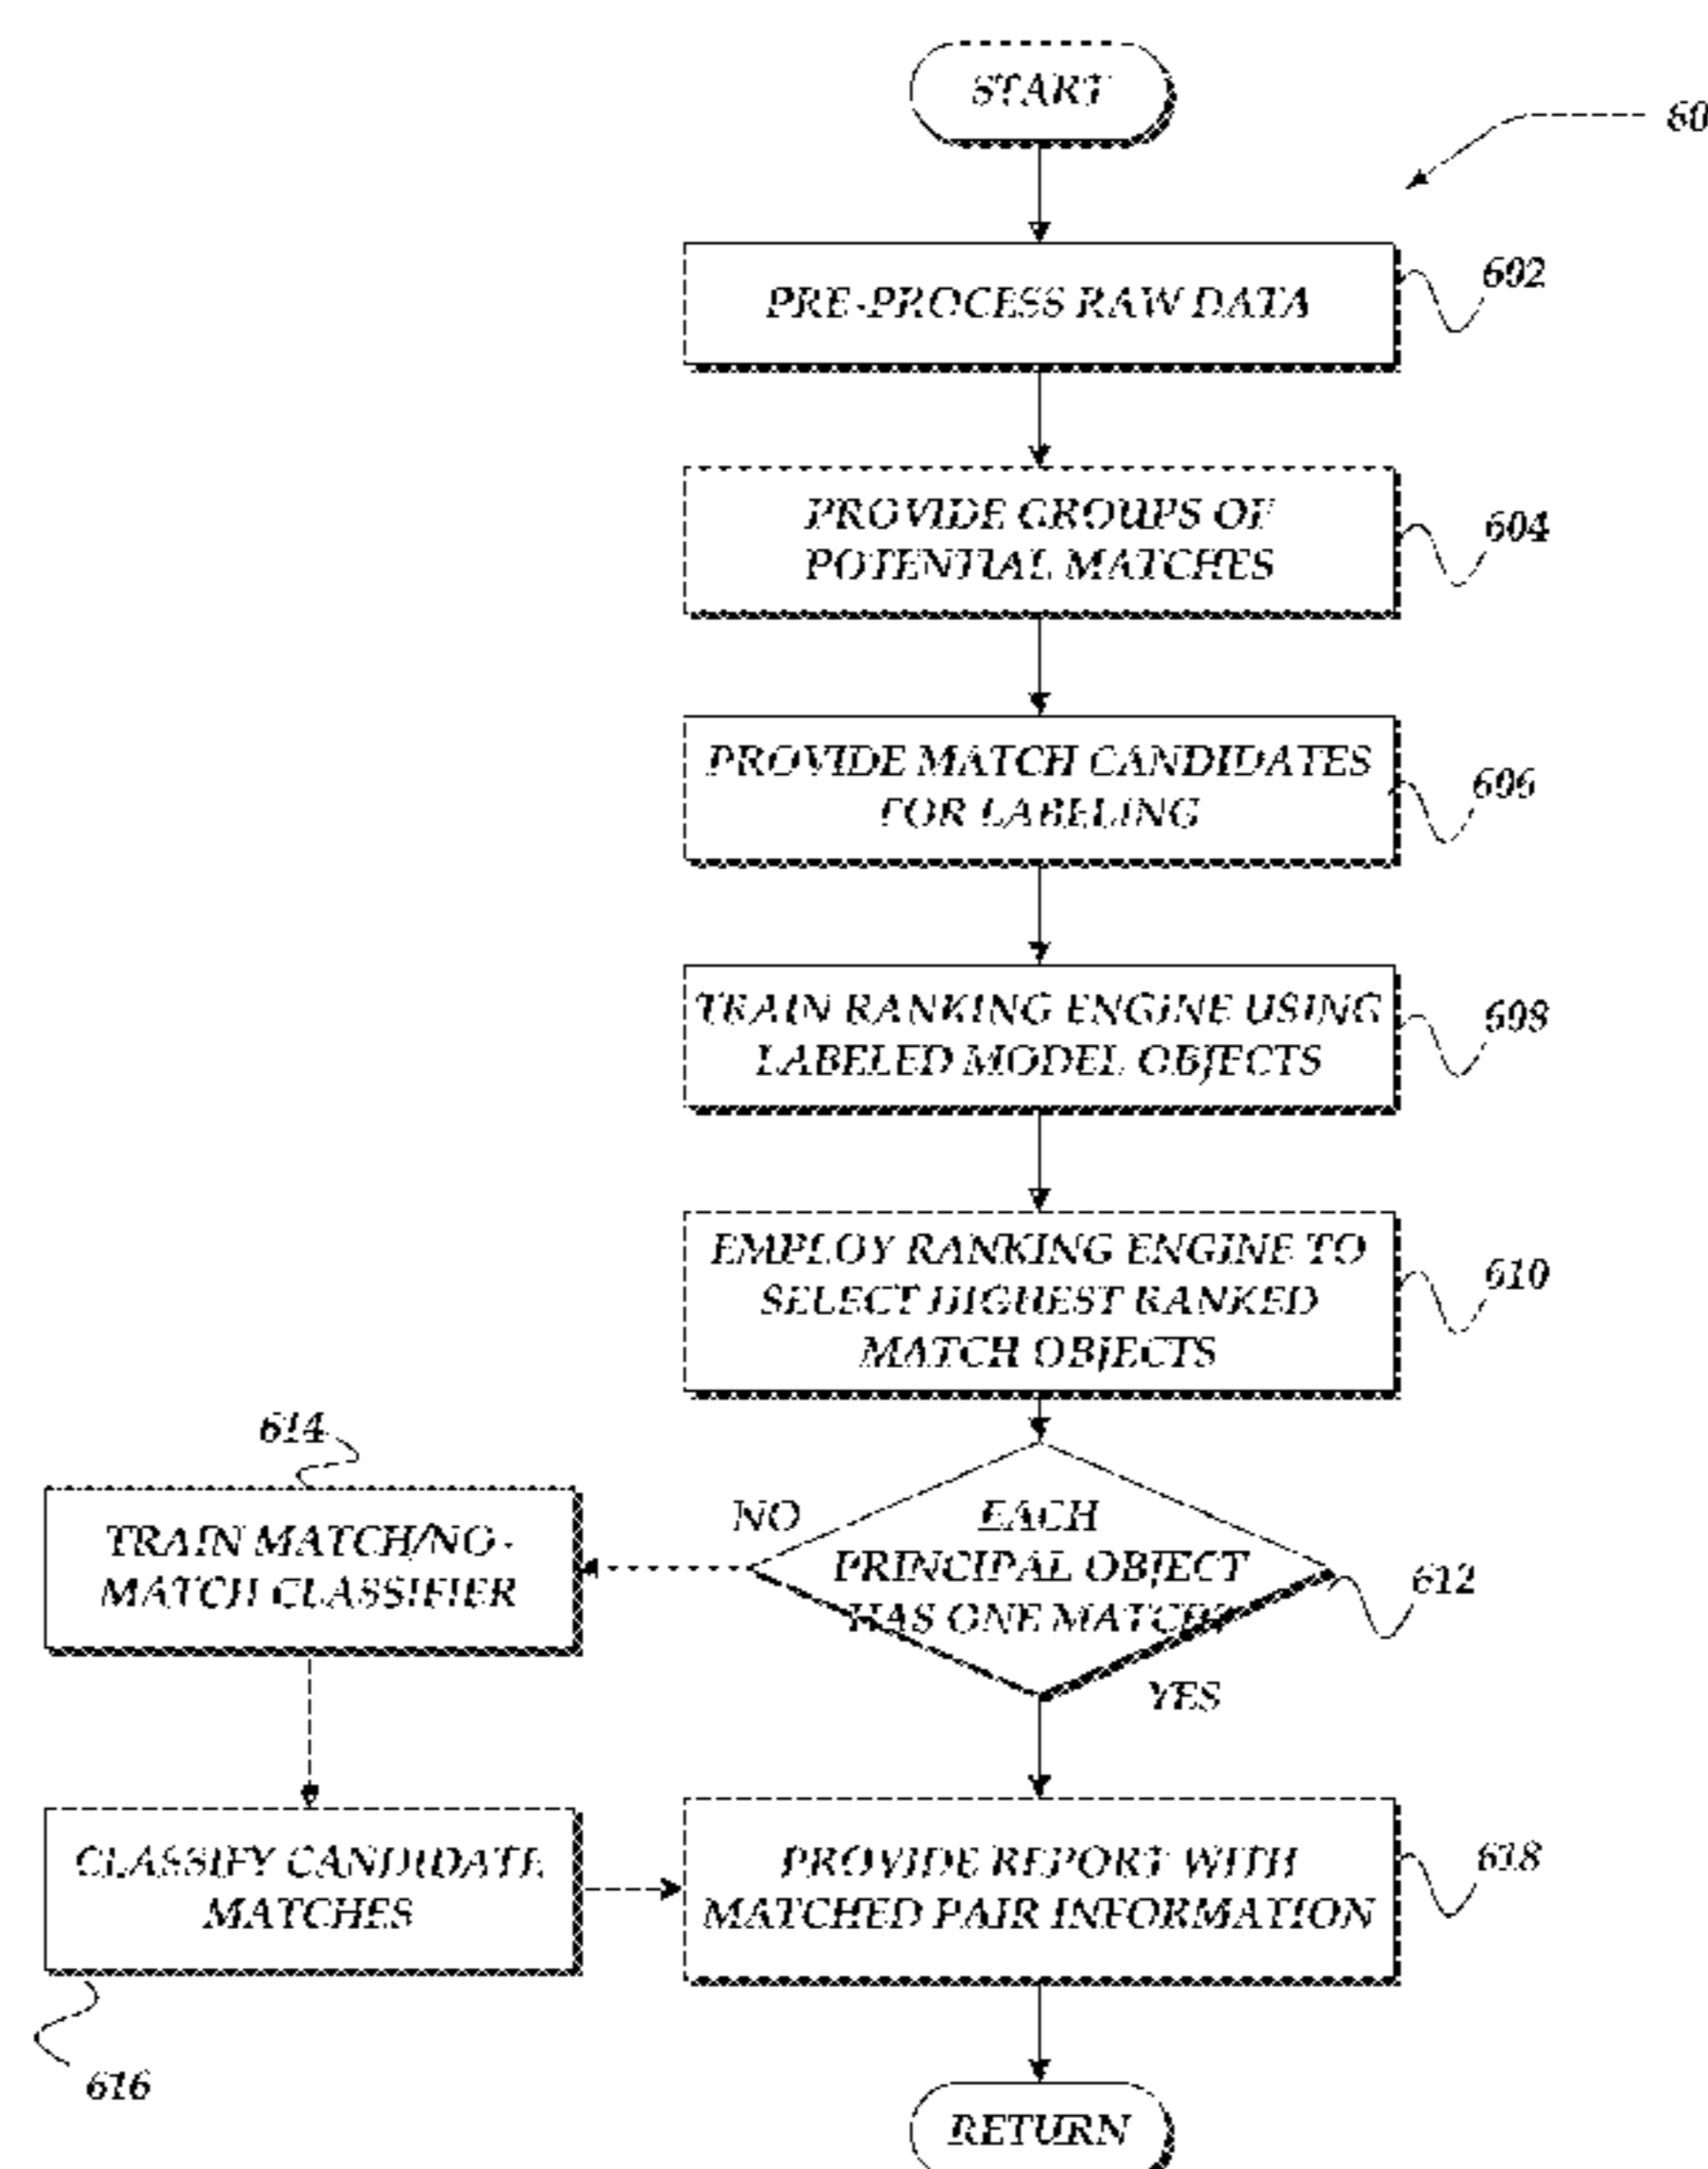 START
60
PRE-PROCESS RAW DATA
602
PROVIDE GROUPS OF
POTENTIAL MATCHES
604
PROVIDE MATCH CANDIDATES
FOR LABELING
606
TRAIN RANKING ENGINE USING
LABELED MODEL OBJECTS
608
EMPLOY RANKING ENGINE TO
SELECT HIGHEST RANKED
MATCH OBJECTS
610
614
TRAIN MATCH/NO-
MATCH CLASSIFIER
NO
EACH
PRINCIPAL OBJECT
HAS ONE MATCH?
612
YES
CLASSIFY CANDIDATE
MATCHES
616
PROVIDE REPORT WITH
MATCHED PAIR INFORMATION
618
RETURN